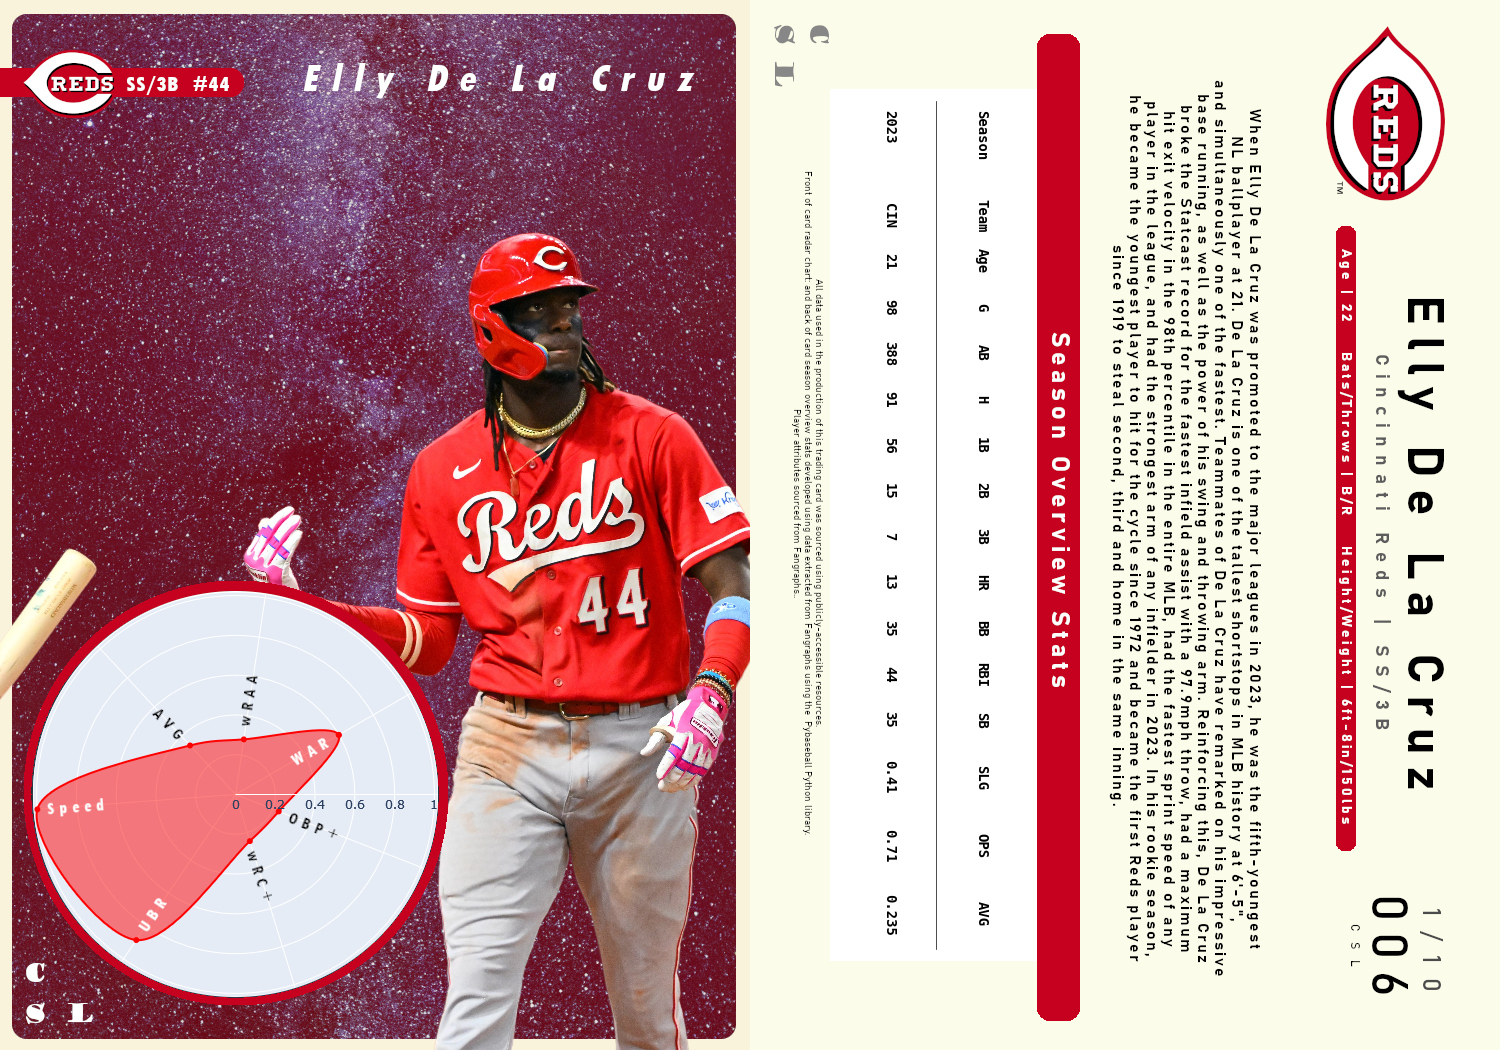 REDS SS/3B #44
Elly De La Cruz
Reds
44
wRAA
AVG
WAR
Speed
0 0.2 0.4 0.6 0.8 1
OBP+
wRC+
UBR
C
S L
REDS
TM
Elly De La Cruz
Cincinnati Reds | SS/3B
Age | 22 Bats/Throws | B/R Height/Weight | 6ft-8in/150lbs
1/10
006
CSL
When Elly De La Cruz was promoted to the major leagues in 2023, he was the fifth-youngest
NL ballplayer at 21. De La Cruz is one of the tallest shortstops in MLB history at 6'-5",
and simultaneously one of the fastest. Teammates of De La Cruz have remarked on his impressive
base running, as well as the power of his swing and throwing arm. Reinforcing this, De La Cruz
broke the Statcast record for the fastest infield assist with a 97.9mph throw, had a maximum
hit exit velocity in the 98th percentile in the entire MLB, had the fastest sprint speed of any
player in the league, and had the strongest arm of any infielder in 2023. In his rookie season,
he became the youngest player to hit for the cycle since 1972 and became the first Reds player
since 1919 to steal second, third and home in the same inning.
Season Overview Stats
Season Team Age G AB H 1B 2B 3B HR BB RBI SB SLG OPS AVG
2023 CIN 21 98 388 91 56 15 7 13 35 44 35 0.41 0.71 0.235
All data used in the production of this trading card was sourced using publicly-accessible resources.
Front of card radar chart and back of card season overview stats developed using data extracted from Fangraphs using the Pybaseball Python library.
Player attributes sourced from Fangraphs.
C
S L